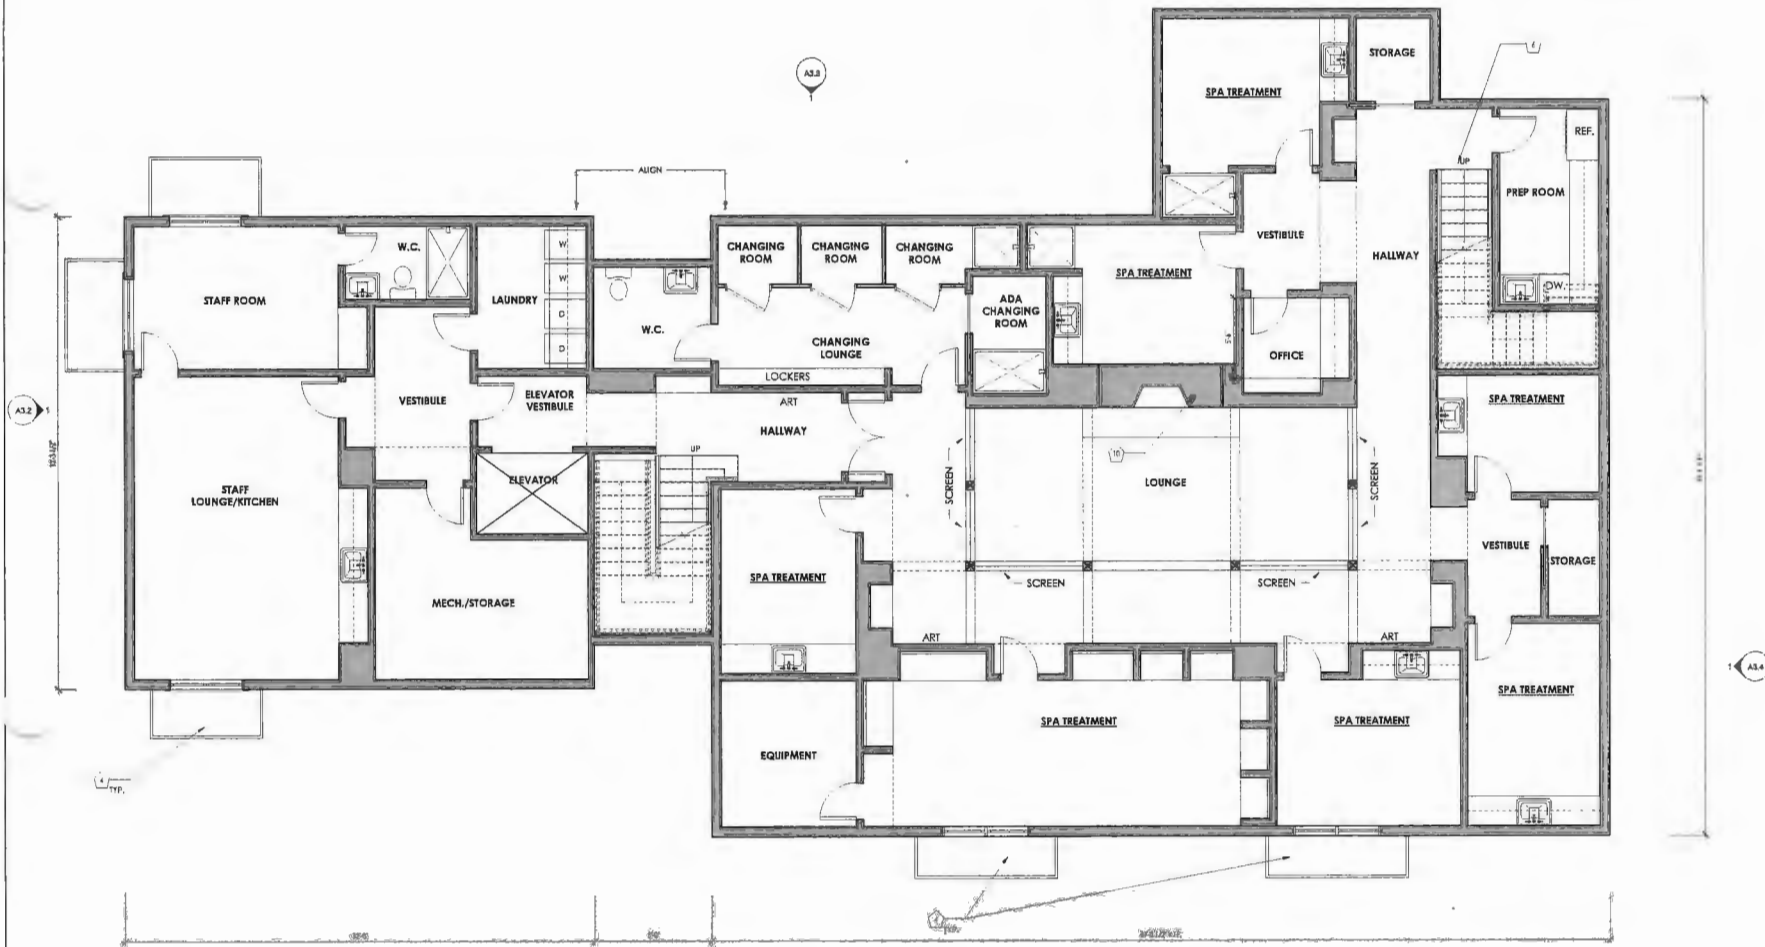 A3.3
1
STORAGE
SPA TREATMENT
REF.
ALIGN
UP
PREP ROOM
W.C.
W
CHANGING
ROOM
CHANGING
ROOM
CHANGING
ROOM
VESTIBULE
HALLWAY
W
SPA TREATMENT
STAFF ROOM
LAUNDRY
DW.
ADA
CHANGING
ROOM
D
W.C.
CHANGING
LOUNGE
D
OFFICE
LOCKERS
ELEVATOR
VESTIBULE
ART
SPA TREATMENT
VESTIBULE
A3.2
1
HALLWAY
UP
10
ELEVATOR
LOUNGE
SCREEN
SCREEN
STAFF
LOUNGE/KITCHEN
VESTIBULE
STORAGE
SPA TREATMENT
SCREEN
SCREEN
MECH./STORAGE
ART
ART
1
A3.4
SPA TREATMENT
SPA TREATMENT
SPA TREATMENT
EQUIPMENT
TYP.